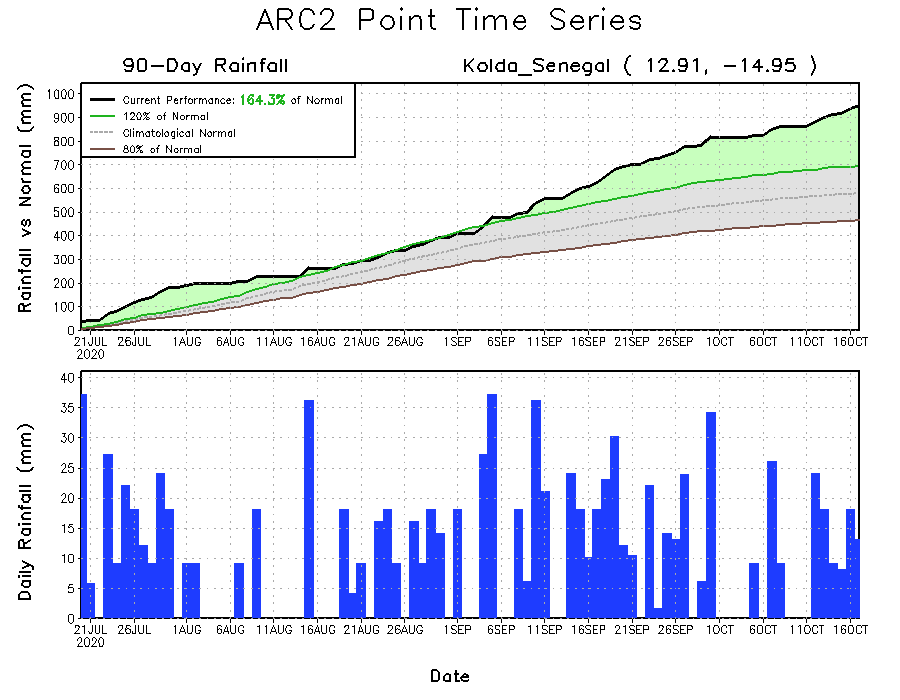 ARC2 Point Time Series
90-Day Rainfall
Kolda_Senegal ( 12.91, -14.95 )
Rainfall vs Normal (mm)
1000
900
800
700
600
500
400
300
200
100
0
Current Performance: 164.3% of Normal
120% of Normal
Climatological Normal
80% of Normal
21JUL 26JUL 1AUG 6AUG 11AUG 16AUG 21AUG 26AUG 1SEP 6SEP 11SEP 16SEP 21SEP 26SEP 1OCT 6OCT 11OCT 16OCT
2020
Daily Rainfall (mm)
40
35
30
25
20
15
10
5
0
21JUL 26JUL 1AUG 6AUG 11AUG 16AUG 21AUG 26AUG 1SEP 6SEP 11SEP 16SEP 21SEP 26SEP 1OCT 6OCT 11OCT 16OCT
2020
Date